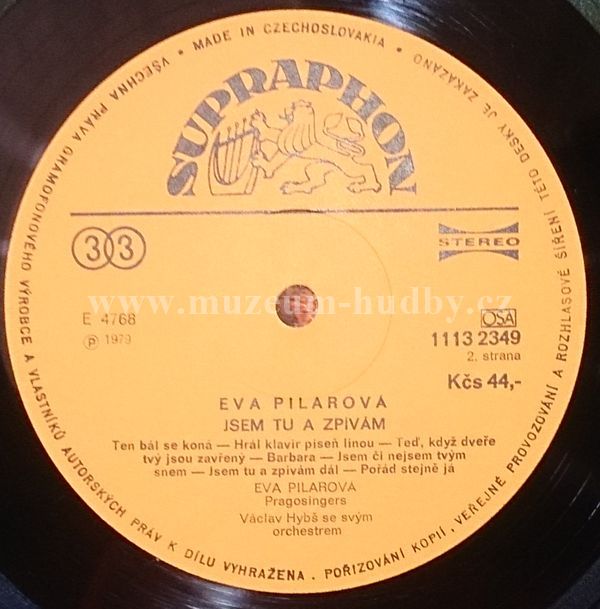 VŠECHNA PRÁVA GRAMOFONOVÉHO VÝROBCE A VLASTNÍKŮ AUTORSKÝCH PRÁV K DÍLU VYHRAŽENA. POŘIZOVÁNÍ KOPIÍ, VEŘEJNÉ PROVOZOVÁNÍ A ROZHLASOVÉ ŠÍŘENÍ TÉTO DESKY JE ZAKÁZÁNO • MADE IN CZECHOSLOVAKIA •
SUPRAPHON
33
STEREO
www.muzeum-hudby.cz
E 4768
OSA
℗ 1979
1113 2349
2. strana
Kčs 44,-
EVA PILAROVÁ
JSEM TU A ZPÍVÁM
Ten bál se koná — Hrál klavír píseň línou — Teď, když dveře
tvý jsou zavřeny — Barbara — Jsem či nejsem tvým
snem — Jsem tu a zpívám dál — Pořád stejně já
EVA PILAROVÁ
Pragosingers
Václav Hybš se svým
orchestrem